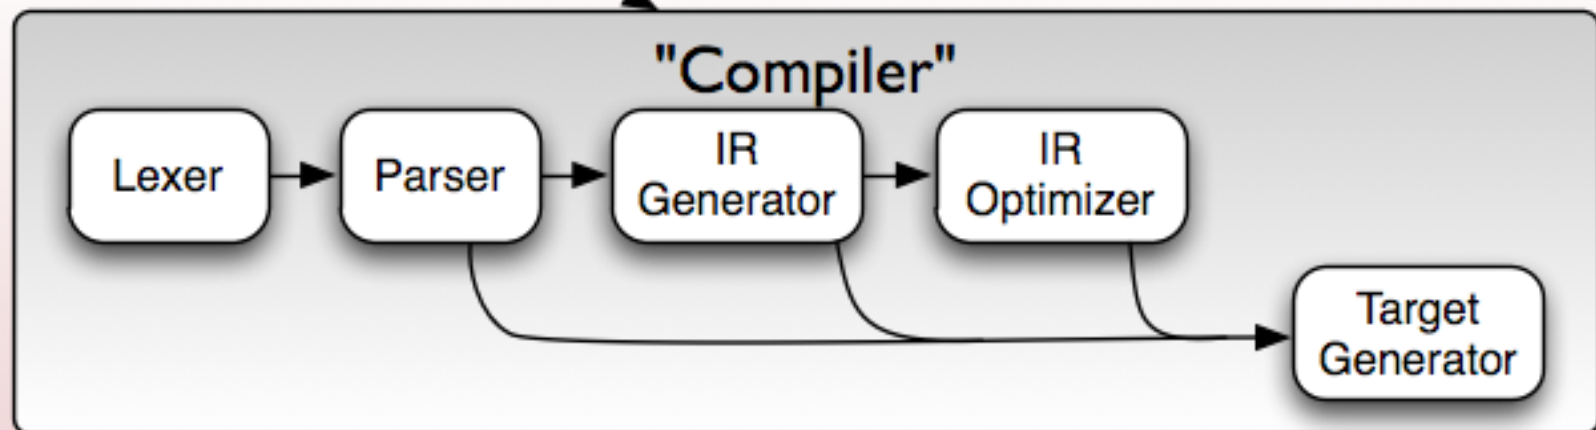 "Compiler"
Lexer
Parser
IR
Generator
IR
Optimizer
Target
Generator